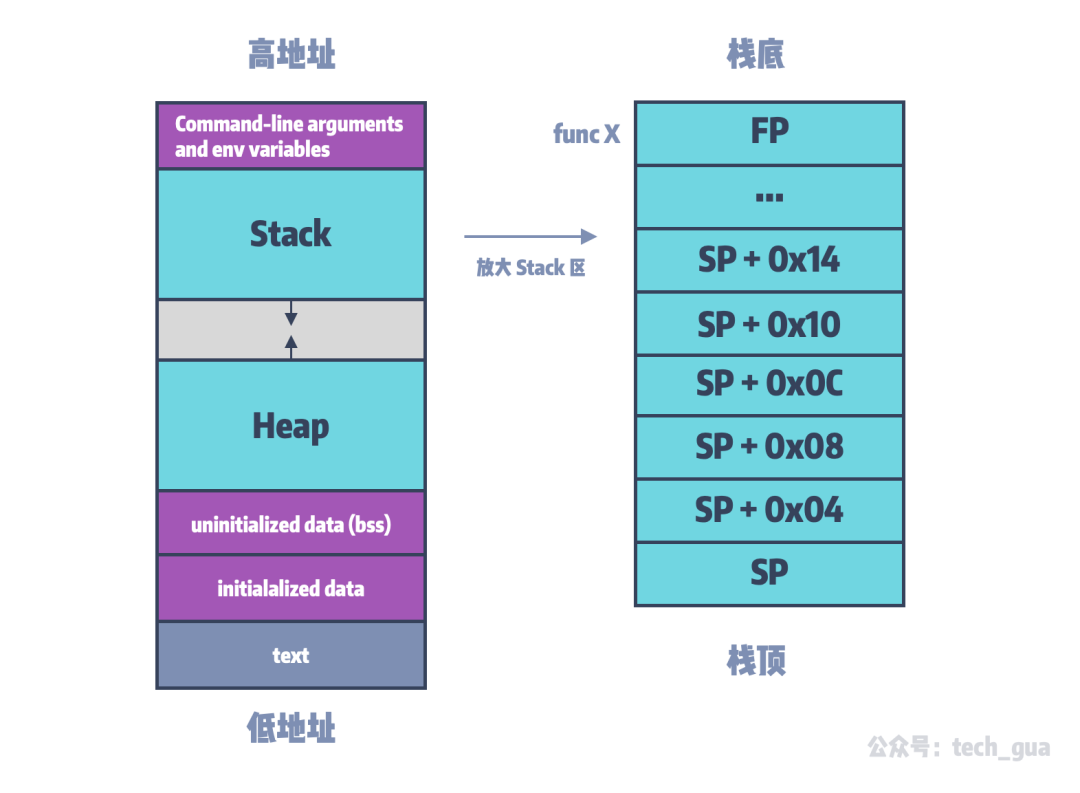 高地址
Command-line arguments
and env variables
Stack
Heap
uninitialized data (bss)
initialalized data
text
低地址
放大 Stack 区
栈底
func X
FP
...
SP + 0x14
SP + 0x10
SP + 0x0C
SP + 0x08
SP + 0x04
SP
栈顶
公众号：tech_gua